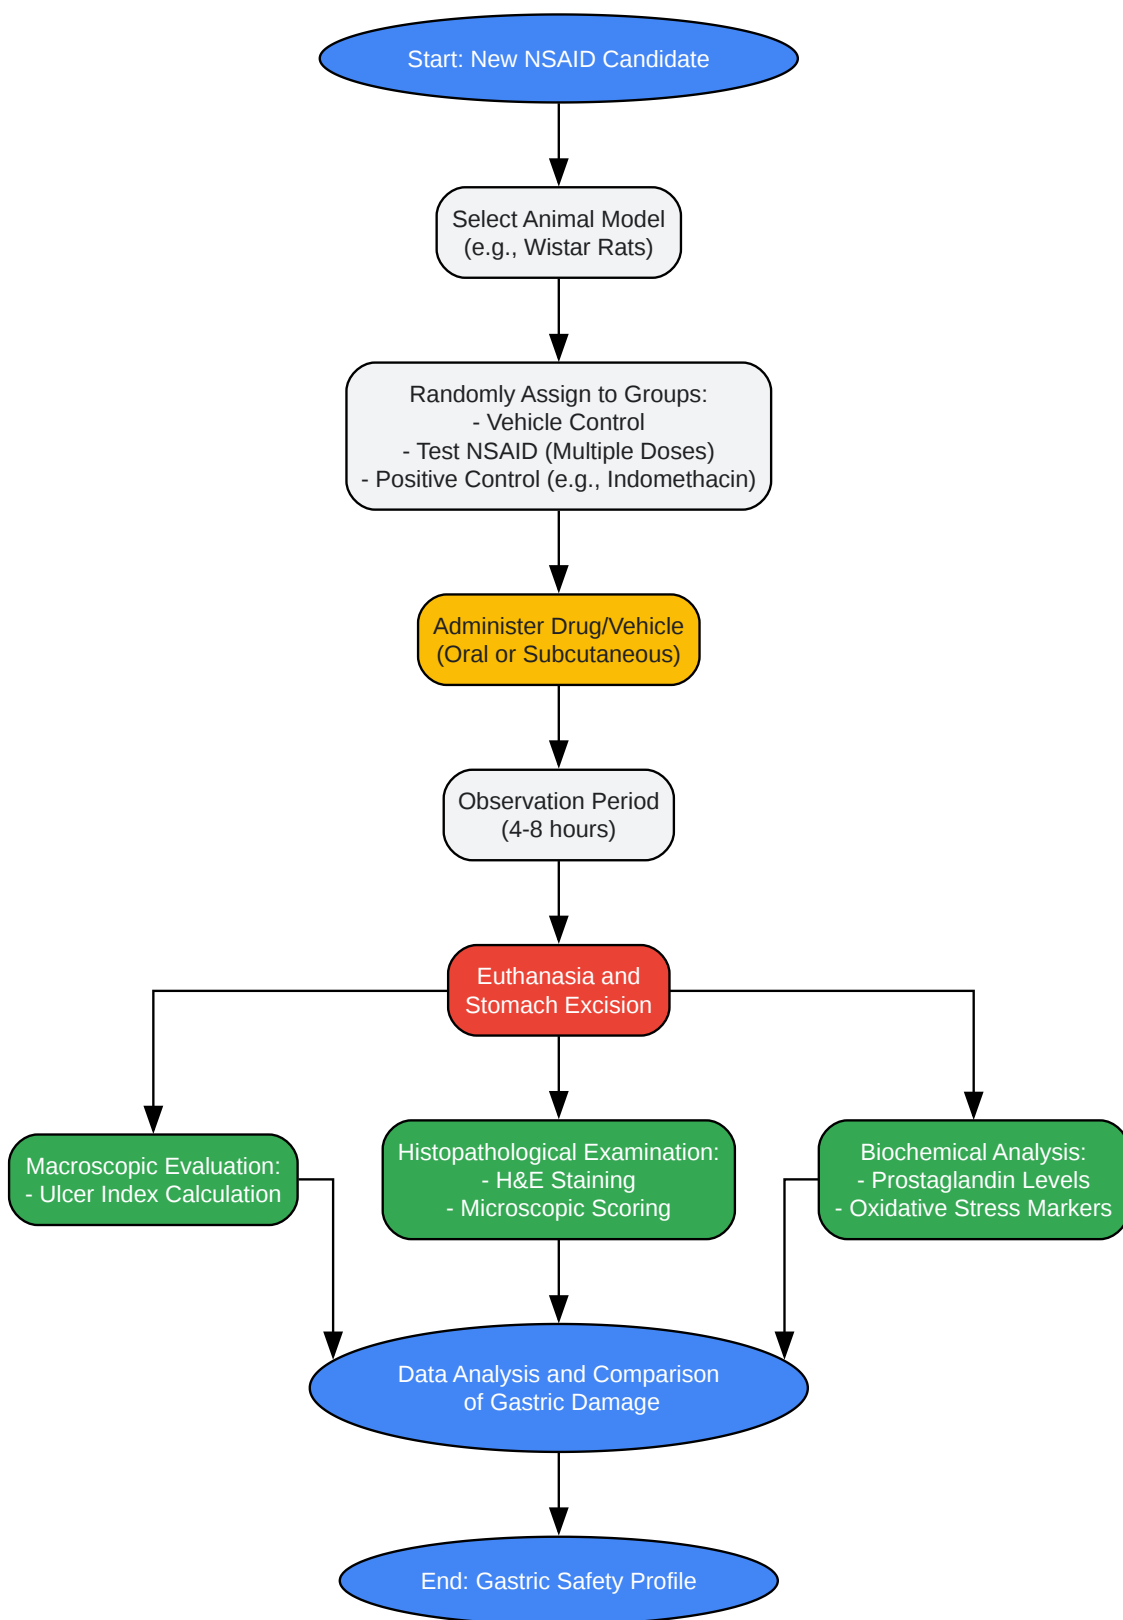 Start: New NSAID Candidate
Select Animal Model
(e.g., Wistar Rats)
Randomly Assign to Groups:
- Vehicle Control
- Test NSAID (Multiple Doses)
- Positive Control (e.g., Indomethacin)
Administer Drug/Vehicle
(Oral or Subcutaneous)
Observation Period
(4-8 hours)
Euthanasia and
Stomach Excision
Macroscopic Evaluation:
- Ulcer Index Calculation
Histopathological Examination:
- H&E Staining
- Microscopic Scoring
Biochemical Analysis:
- Prostaglandin Levels
- Oxidative Stress Markers
Data Analysis and Comparison
of Gastric Damage
End: Gastric Safety Profile